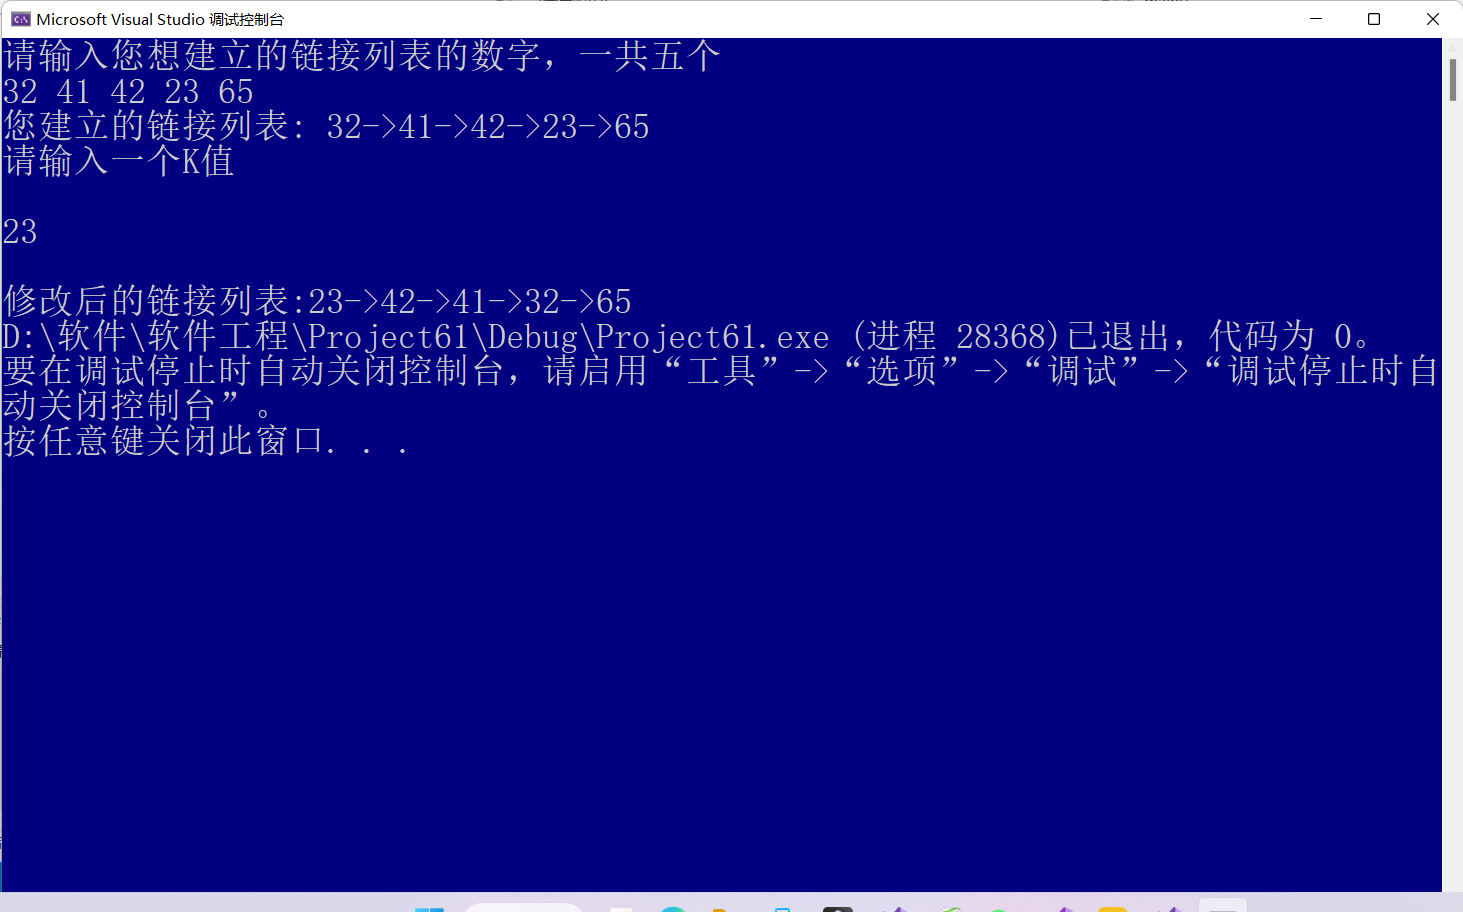 Microsoft Visual Studio 调试控制台
请输入您想建立的链接列表的数字，一共五个
32 41 42 23 65
您建立的链接列表: 32->41->42->23->65
请输入一个K值
23
修改后的链接列表:23->42->41->32->65
D:\软件\软件工程\Project61\Debug\Project61.exe (进程 28368)已退出，代码为 0。
要在调试停止时自动关闭控制台，请启用“工具”->“选项”->“调试”->“调试停止时自
动关闭控制台”。
按任意键关闭此窗口. . .